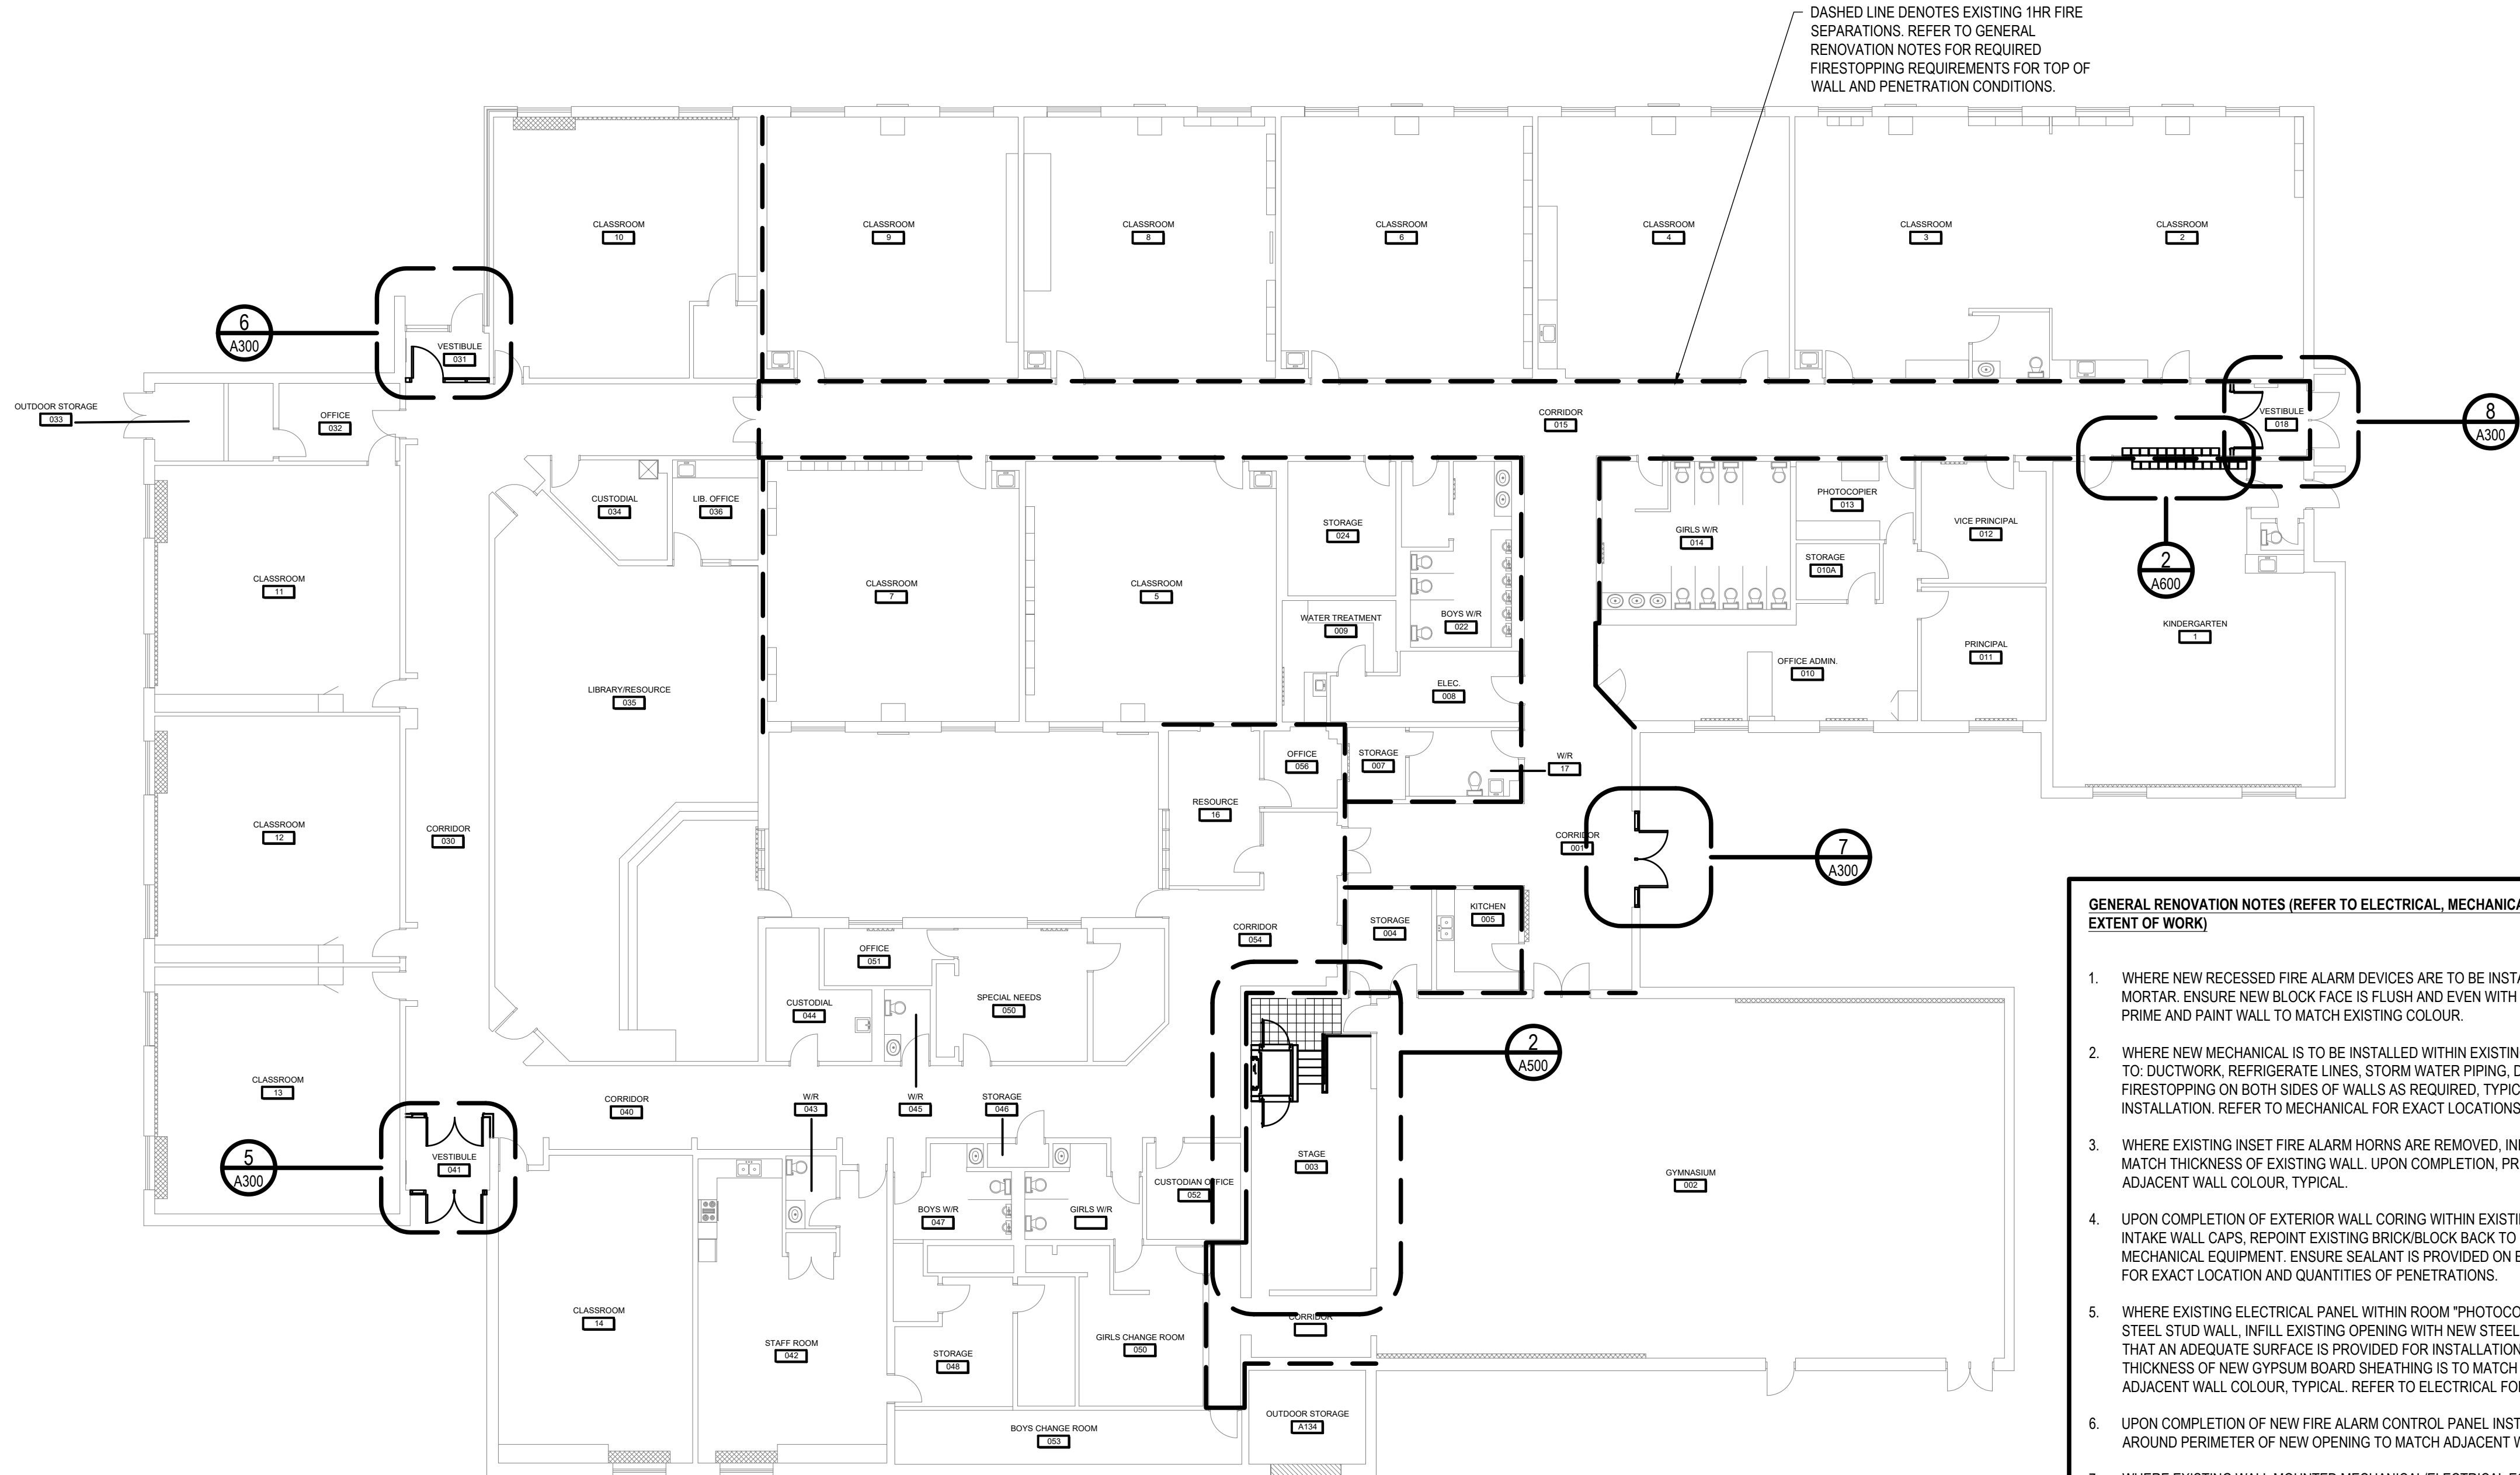 DASHED LINE DENOTES EXISTING 1HR FIRE
SEPARATIONS. REFER TO GENERAL
RENOVATION NOTES FOR REQUIRED
FIRESTOPPING REQUIREMENTS FOR TOP OF
WALL AND PENETRATION CONDITIONS.
CLASSROOM
10
CLASSROOM
9
CLASSROOM
8
CLASSROOM
6
CLASSROOM
4
CLASSROOM
3
CLASSROOM
2
6
A300
VESTIBULE
031
OUTDOOR STORAGE
033
OFFICE
032
CORRIDOR
015
VESTIBULE
018
8
A300
CUSTODIAL
034
LIB. OFFICE
036
STORAGE
024
GIRLS W/R
014
PHOTOCOPIER
013
VICE PRINCIPAL
012
STORAGE
010A
2
A600
CLASSROOM
11
CLASSROOM
7
CLASSROOM
5
WATER TREATMENT
009
BOYS W/R
022
KINDERGARTEN
1
PRINCIPAL
011
OFFICE ADMIN.
010
LIBRARY/RESOURCE
035
ELEC.
008
OFFICE
056
STORAGE
007
W/R
17
RESOURCE
16
CLASSROOM
12
CORRIDOR
030
CORRIDOR
001
7
A300
STORAGE
004
KITCHEN
005
CORRIDOR
054
OFFICE
051
CUSTODIAL
044
SPECIAL NEEDS
050
2
A500
CLASSROOM
13
CORRIDOR
040
W/R
043
W/R
045
STORAGE
046
5
A300
VESTIBULE
041
STAGE
003
GYMNASIUM
002
CUSTODIAN OFFICE
052
BOYS W/R
047
GIRLS W/R
CLASSROOM
14
STAFF ROOM
042
STORAGE
048
GIRLS CHANGE ROOM
050
CORRIDOR
BOYS CHANGE ROOM
053
OUTDOOR STORAGE
A134
GENERAL RENOVATION NOTES (REFER TO ELECTRICAL, MECHANICA
EXTENT OF WORK)
1. WHERE NEW RECESSED FIRE ALARM DEVICES ARE TO BE INSTA
MORTAR. ENSURE NEW BLOCK FACE IS FLUSH AND EVEN WITH
PRIME AND PAINT WALL TO MATCH EXISTING COLOUR.
2. WHERE NEW MECHANICAL IS TO BE INSTALLED WITHIN EXISTIN
TO: DUCTWORK, REFRIGERATE LINES, STORM WATER PIPING, D
FIRESTOPPING ON BOTH SIDES OF WALLS AS REQUIRED, TYPIC
INSTALLATION. REFER TO MECHANICAL FOR EXACT LOCATIONS
3. WHERE EXISTING INSET FIRE ALARM HORNS ARE REMOVED, INF
MATCH THICKNESS OF EXISTING WALL. UPON COMPLETION, PR
ADJACENT WALL COLOUR, TYPICAL.
4. UPON COMPLETION OF EXTERIOR WALL CORING WITHIN EXISTI
INTAKE WALL CAPS, REPOINT EXISTING BRICK/BLOCK BACK TO
MECHANICAL EQUIPMENT. ENSURE SEALANT IS PROVIDED ON B
FOR EXACT LOCATION AND QUANTITIES OF PENETRATIONS.
5. WHERE EXISTING ELECTRICAL PANEL WITHIN ROOM "PHOTOCO
STEEL STUD WALL, INFILL EXISTING OPENING WITH NEW STEEL
THAT AN ADEQUATE SURFACE IS PROVIDED FOR INSTALLATION
THICKNESS OF NEW GYPSUM BOARD SHEATHING IS TO MATCH
ADJACENT WALL COLOUR, TYPICAL. REFER TO ELECTRICAL FO
6. UPON COMPLETION OF NEW FIRE ALARM CONTROL PANEL INST
AROUND PERIMETER OF NEW OPENING TO MATCH ADJACENT W